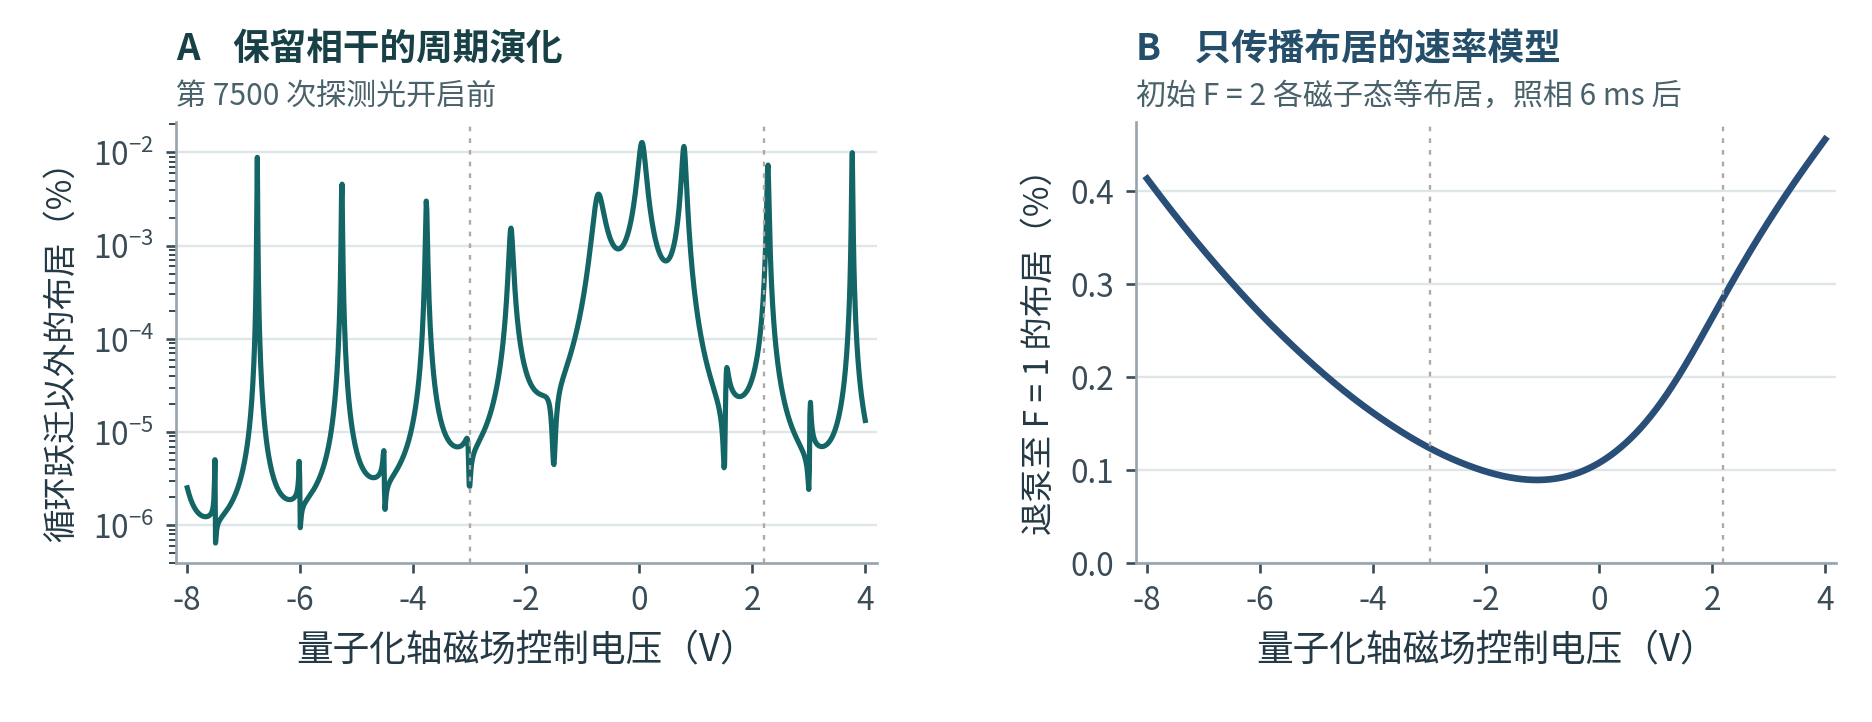 A 保留相干的周期演化
第 7500 次探测光开启前
循环跃迁以外的布居（%）
10⁻²
10⁻³
10⁻⁴
10⁻⁵
10⁻⁶
-8 -6 -4 -2 0 2 4
量子化轴磁场控制电压（V）
B 只传播布居的速率模型
初始 F = 2 各磁子态等布居，照相 6 ms 后
退泵至 F = 1 的布居（%）
0.4
0.3
0.2
0.1
0.0
-8 -6 -4 -2 0 2 4
量子化轴磁场控制电压（V）